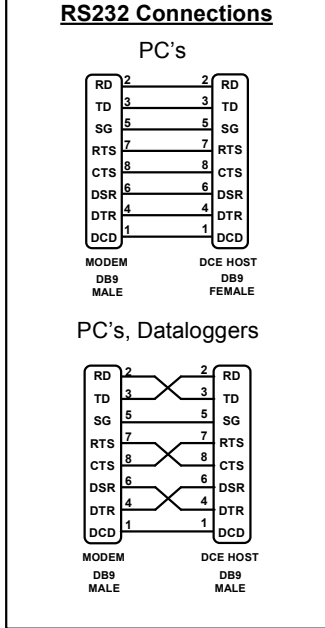 RS232 Connections
PC's
RD 2 2 RD
TD 3 3 TD
SG 5 5 SG
RTS 7 7 RTS
CTS 8 8 CTS
DSR 6 6 DSR
DTR 4 4 DTR
DCD 1 1 DCD
MODEM DCE HOST
DB9 DB9
MALE FEMALE
PC's, Dataloggers
RD 2 2 RD
TD 3 3 TD
SG 5 5 SG
RTS 7 7 RTS
CTS 8 8 CTS
DSR 6 6 DSR
DTR 4 4 DTR
DCD 1 1 DCD
MODEM DCE HOST
DB9 DB9
MALE MALE